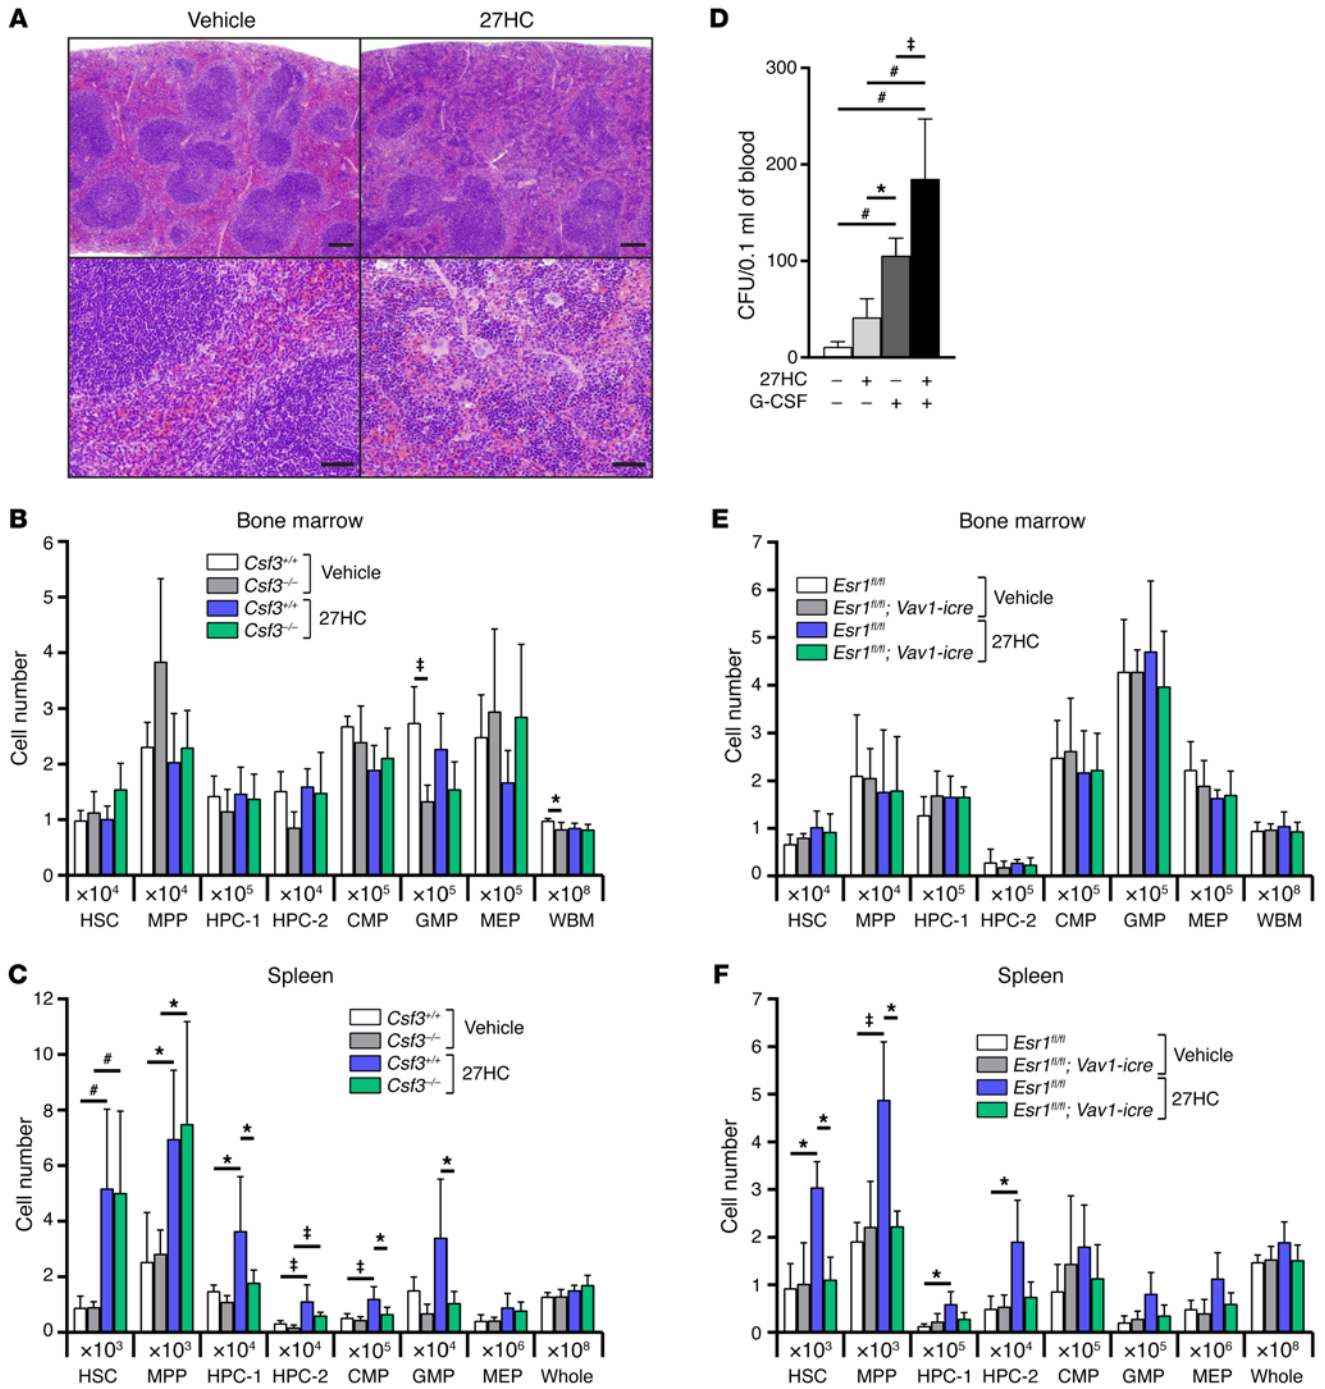 A
Vehicle
27HC
D
300
200
100
0
CFU/0.1 ml of blood
‡
#
#
*
#
27HC − + − +
G-CSF − − + +
B
Bone marrow
6
5
4
3
2
1
0
Cell number
Csf3+/+
Csf3−/−
Vehicle
Csf3+/+
Csf3−/−
27HC
‡
*
×10⁴ ×10⁴ ×10⁵ ×10⁴ ×10⁵ ×10⁵ ×10⁵ ×10⁸
HSC MPP HPC-1 HPC-2 CMP GMP MEP WBM
E
Bone marrow
7
6
5
4
3
2
1
0
Cell number
Esr1fl/fl
Esr1fl/fl; Vav1-icre
Vehicle
Esr1fl/fl
Esr1fl/fl; Vav1-icre
27HC
×10⁴ ×10⁴ ×10⁵ ×10⁵ ×10⁵ ×10⁵ ×10⁵ ×10⁸
HSC MPP HPC-1 HPC-2 CMP GMP MEP WBM
C
Spleen
12
10
8
6
4
2
0
Cell number
Csf3+/+
Csf3−/−
Vehicle
Csf3+/+
Csf3−/−
27HC
# # * * * * ‡ ‡ ‡ * *
×10³ ×10³ ×10⁴ ×10⁴ ×10⁵ ×10⁴ ×10⁶ ×10⁸
HSC MPP HPC-1 HPC-2 CMP GMP MEP Whole
F
Spleen
7
6
5
4
3
2
1
0
Cell number
Esr1fl/fl
Esr1fl/fl; Vav1-icre
Vehicle
Esr1fl/fl
Esr1fl/fl; Vav1-icre
27HC
* * ‡ * * *
×10³ ×10³ ×10⁵ ×10⁴ ×10⁵ ×10⁵ ×10⁶ ×10⁸
HSC MPP HPC-1 HPC-2 CMP GMP MEP Whole